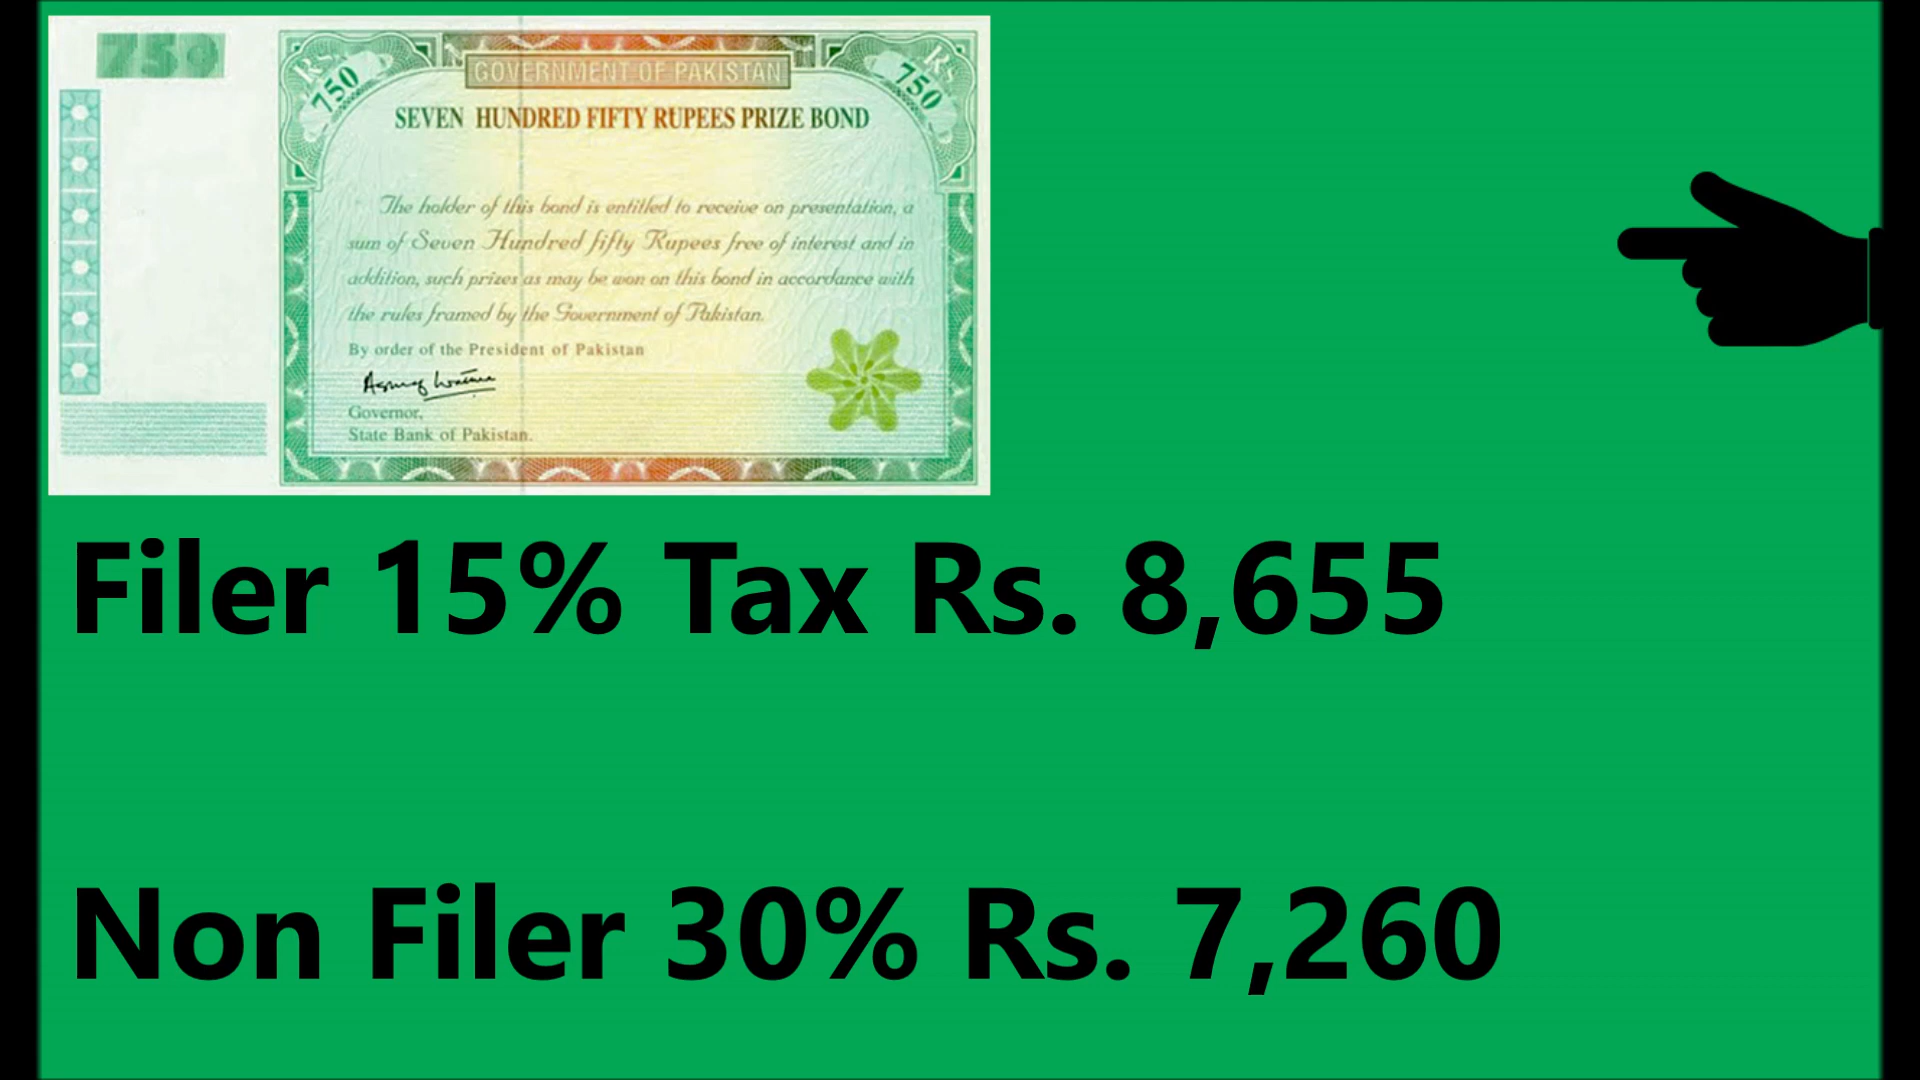 750
Rs
750
GOVERNMENT OF PAKISTAN
Rs
750
SEVEN HUNDRED FIFTY RUPEES PRIZE BOND
The holder of this bond is entitled to receive on presentation, a
sum of Seven Hundred fifty Rupees free of interest and in
addition, such prizes as may be won on this bond in accordance with
the rules framed by the Government of Pakistan.
By order of the President of Pakistan
Governor,
State Bank of Pakistan.
Filer 15% Tax Rs. 8,655
Non Filer 30% Rs. 7,260